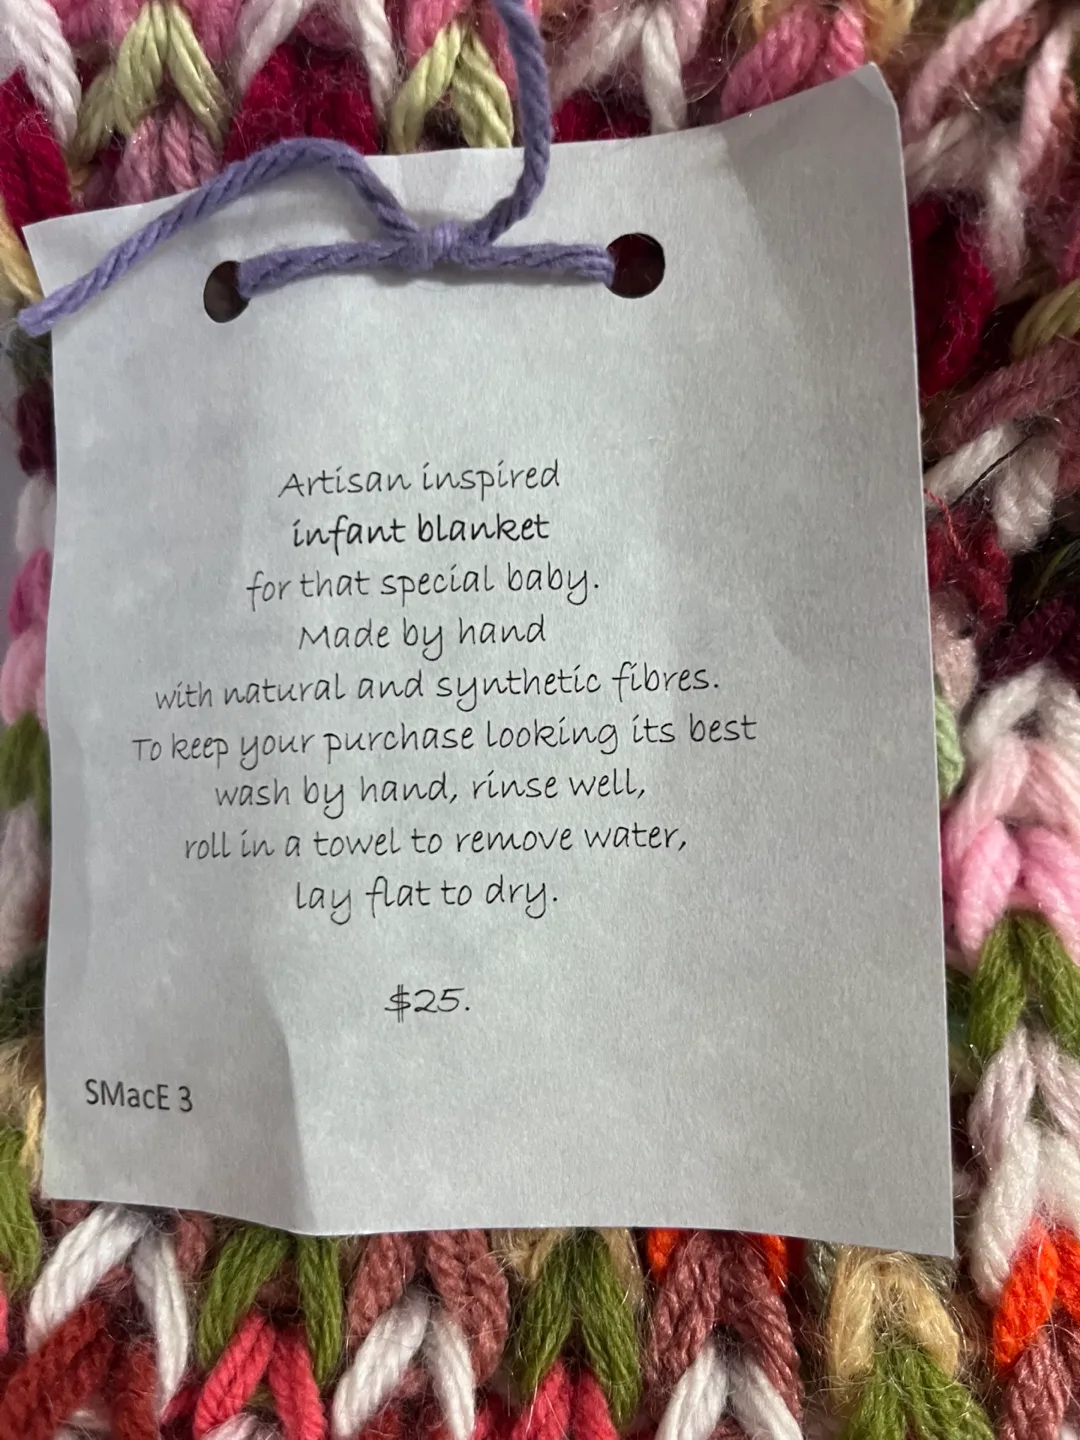 Artisan inspired
infant blanket
for that special baby.
Made by hand
with natural and synthetic fibres.
To keep your purchase looking its best
wash by hand, rinse well,
roll in a towel to remove water,
lay flat to dry.
$25.
SMacE 3